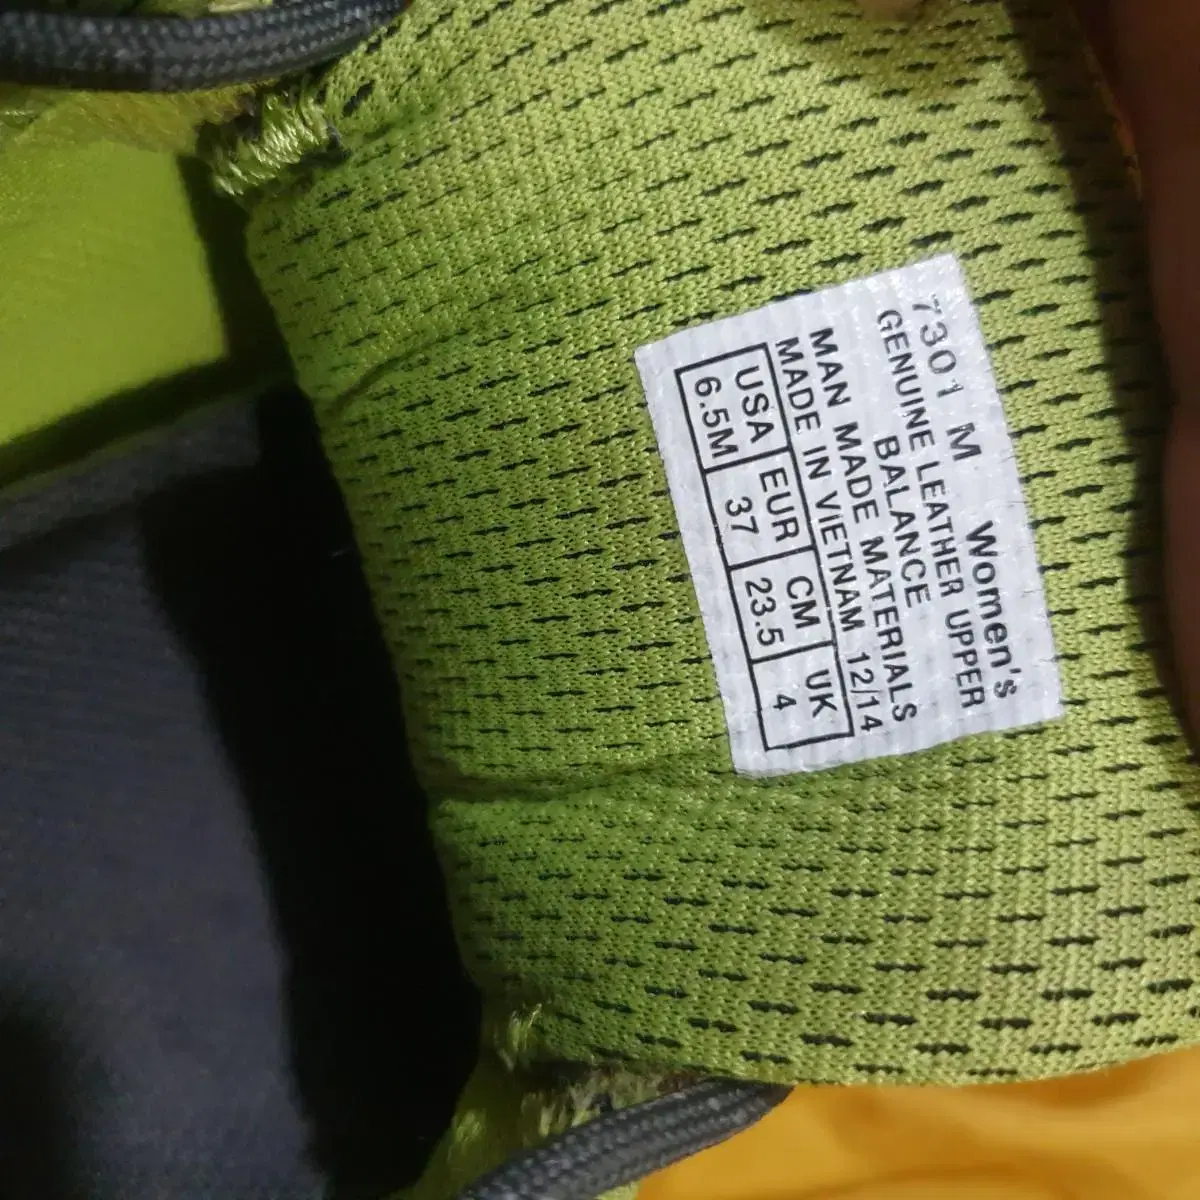 7301 M Women's
GENUINE LEATHER UPPER
BALANCE
MAN MADE MATERIALS
MADE IN VIETNAM 12/14
USA EUR CM UK
6.5M 37 23.5 4